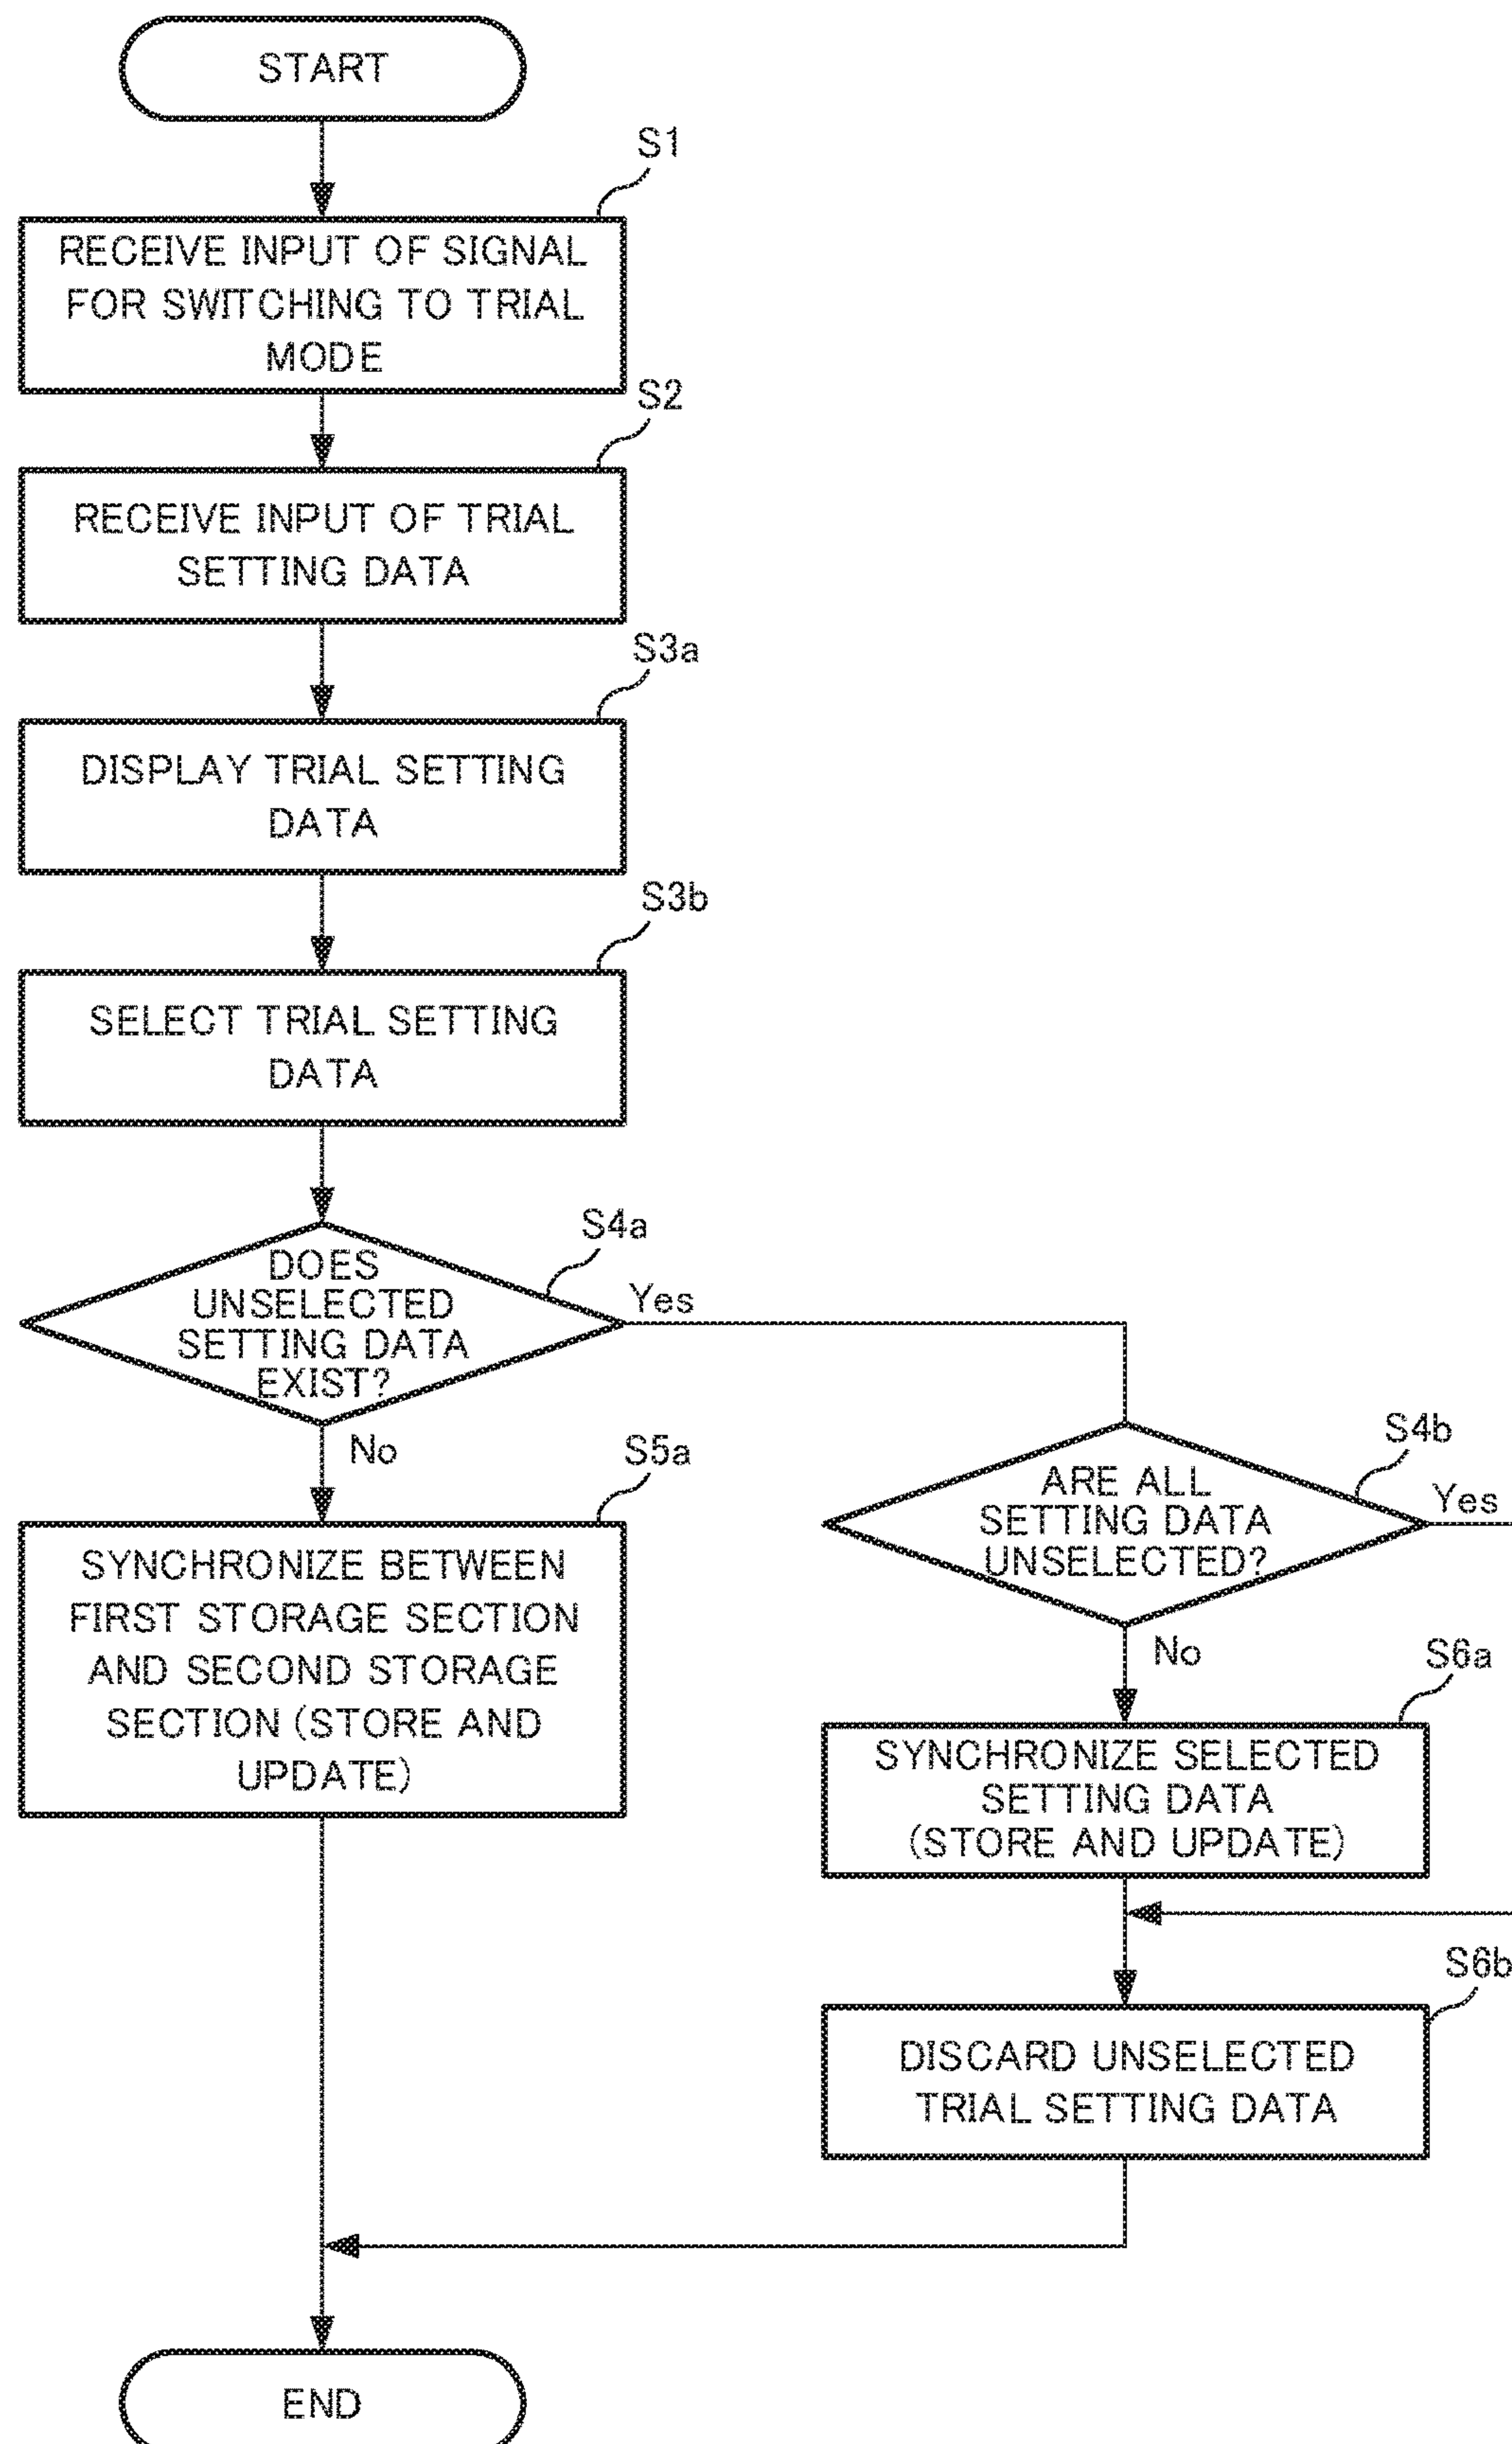 START
S1
RECEIVE INPUT OF SIGNAL
FOR SWITCHING TO TRIAL
MODE
S2
RECEIVE INPUT OF TRIAL
SETTING DATA
S3a
DISPLAY TRIAL SETTING
DATA
S3b
SELECT TRIAL SETTING
DATA
S4a
DOES
UNSELECTED
SETTING DATA
EXIST?
Yes
No
S4b
ARE ALL
SETTING DATA
UNSELECTED?
Yes
No
S5a
SYNCHRONIZE BETWEEN
FIRST STORAGE SECTION
AND SECOND STORAGE
SECTION (STORE AND
UPDATE)
S6a
SYNCHRONIZE SELECTED
SETTING DATA
(STORE AND UPDATE)
S6b
DISCARD UNSELECTED
TRIAL SETTING DATA
END